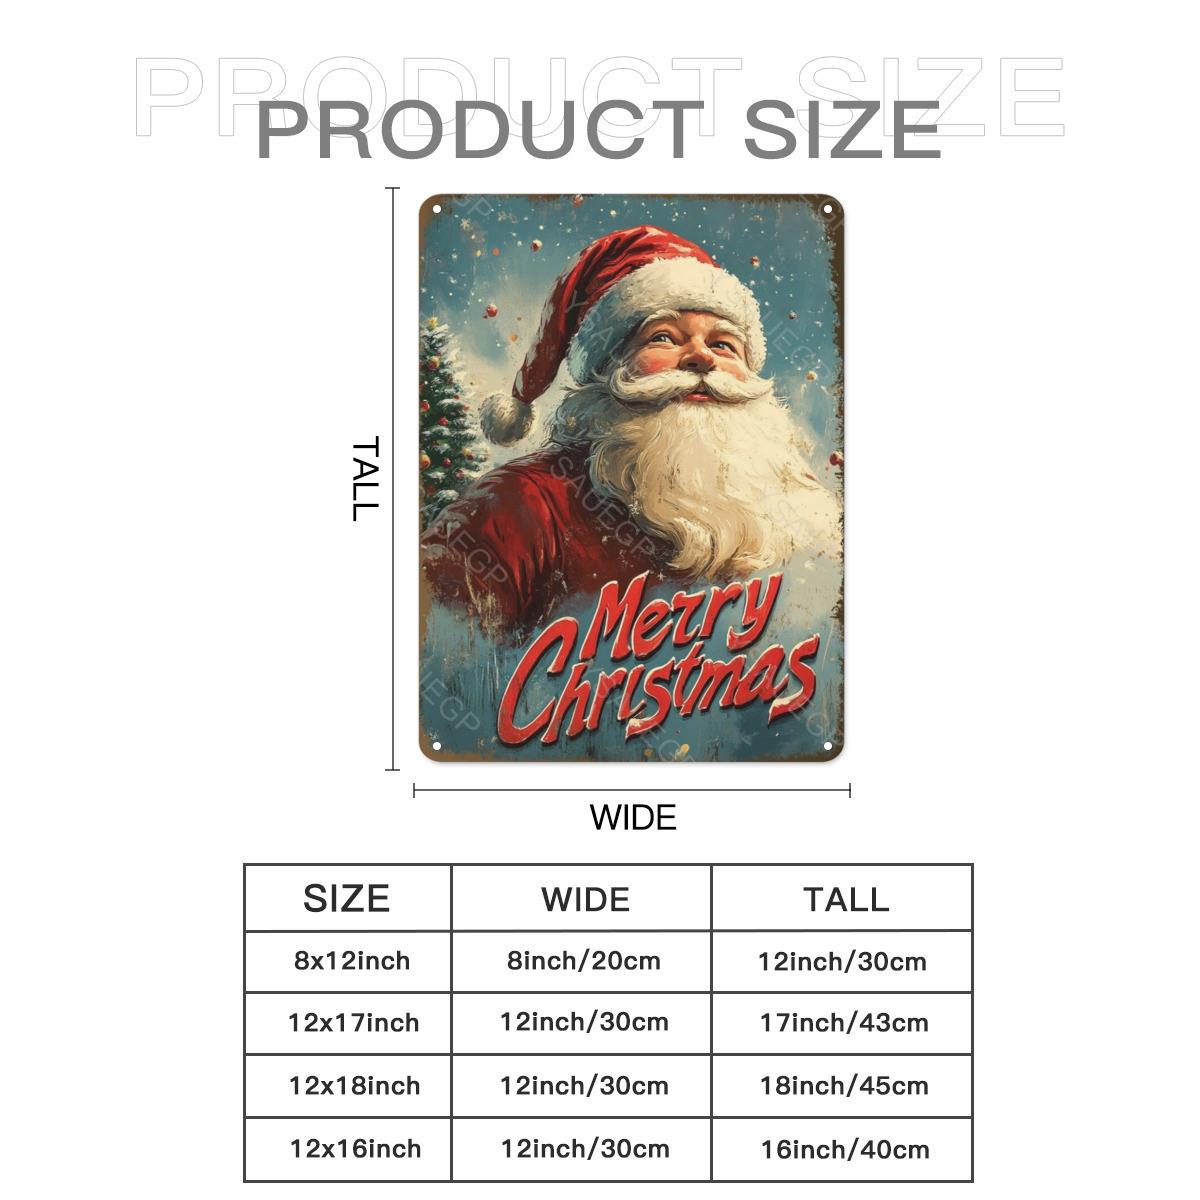 PRODUCT SIZE
PRODUCT SIZE
TALL
YSAUEGP
Merry
Christmas
WIDE
SIZE WIDE TALL
8x12inch 8inch/20cm 12inch/30cm
12x17inch 12inch/30cm 17inch/43cm
12x18inch 12inch/30cm 18inch/45cm
12x16inch 12inch/30cm 16inch/40cm